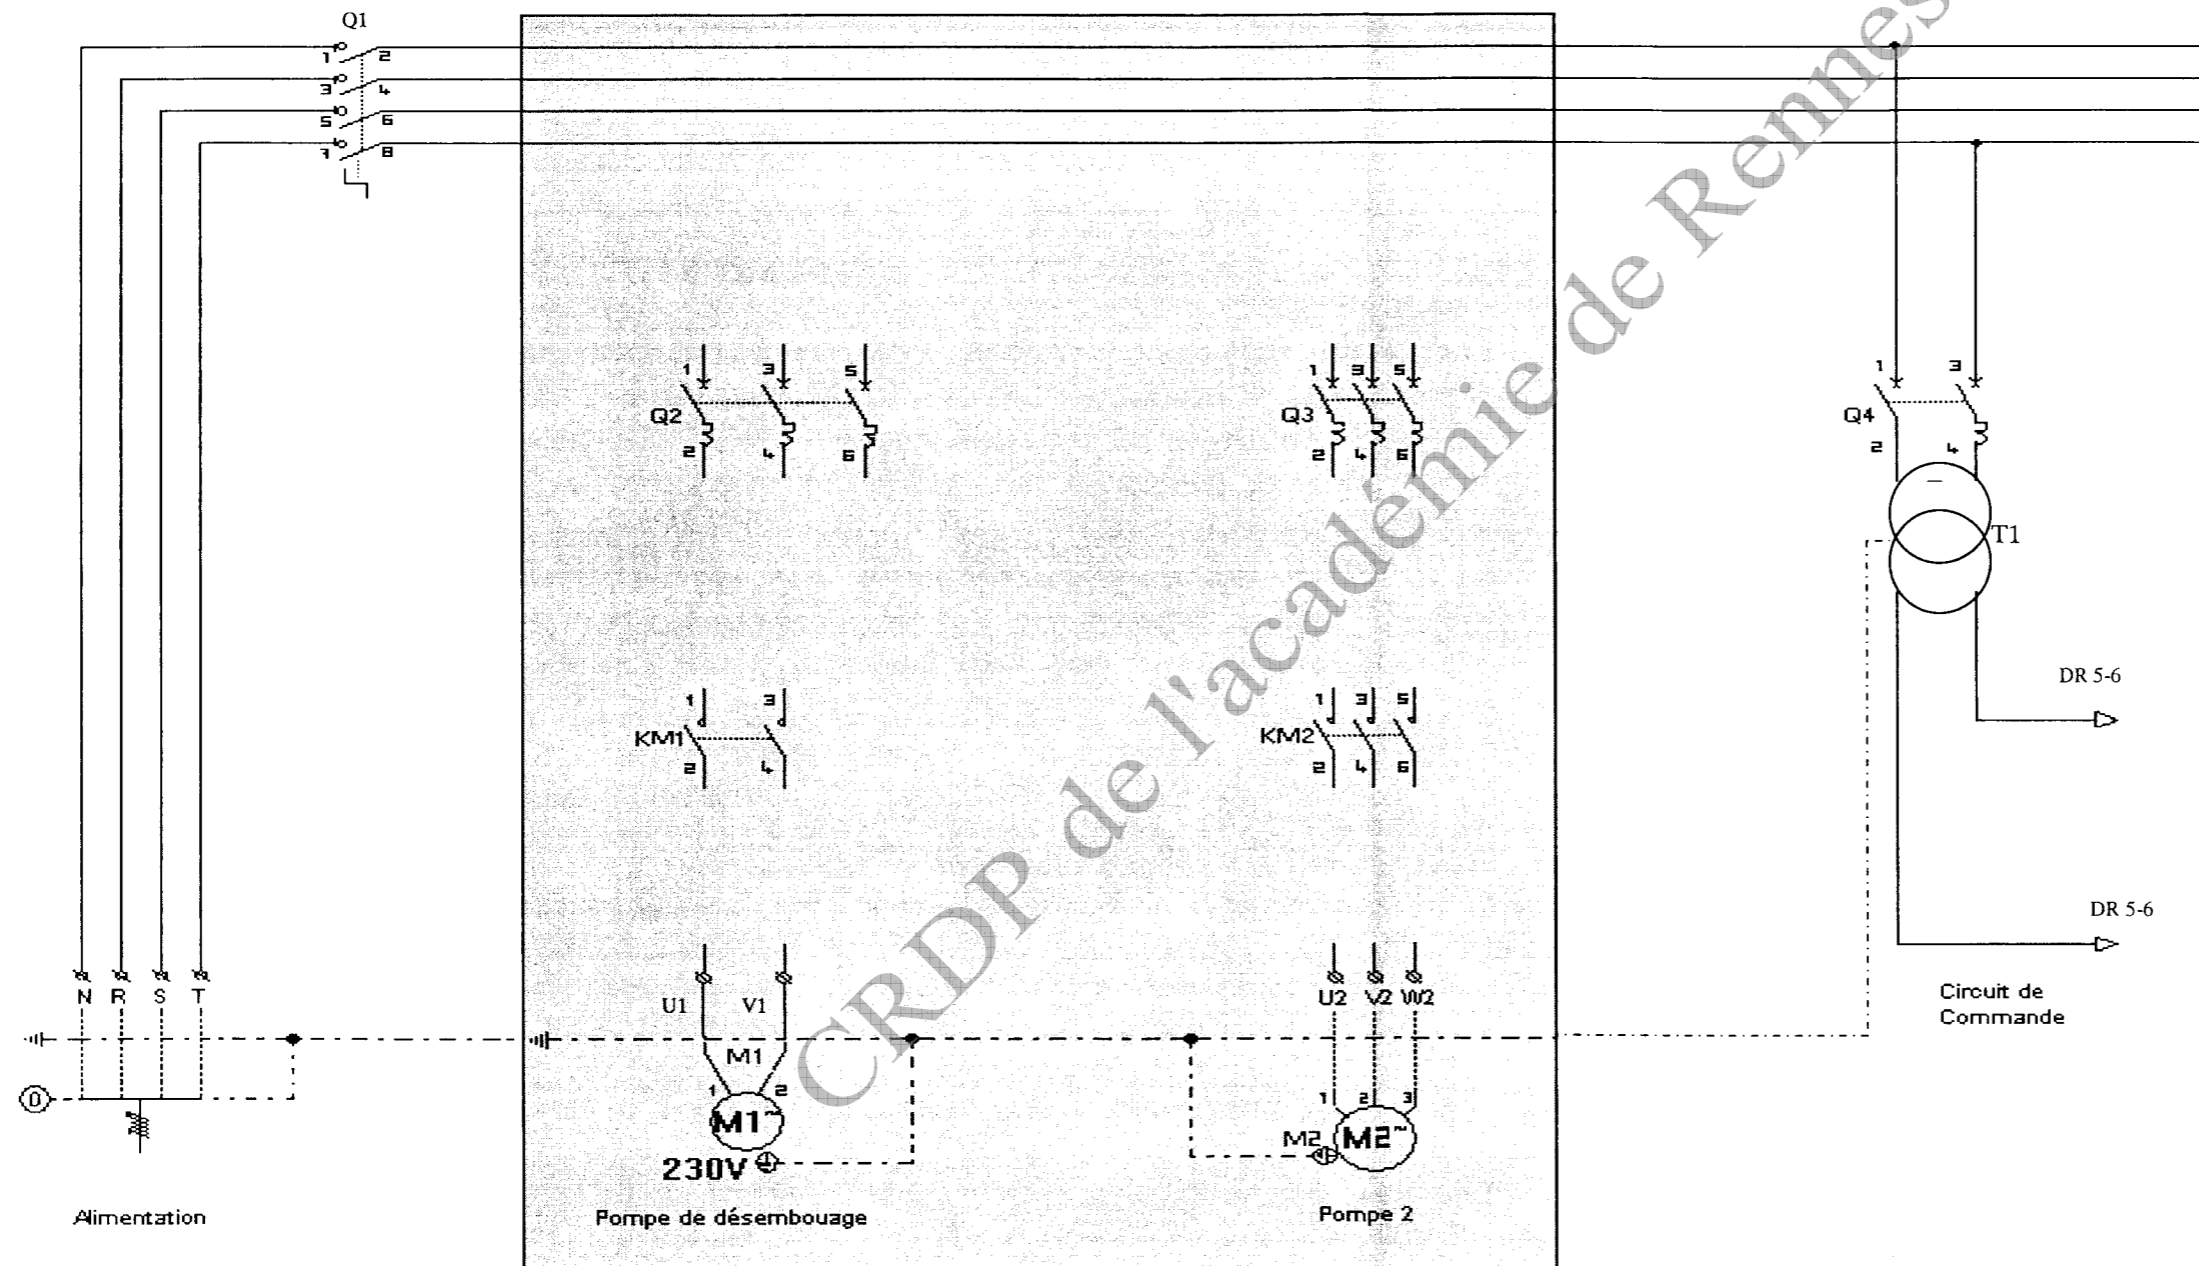 Q1
1 2
3 4
5 6
7 8
1 3 5
Q2
2 4 6
1 3 5
Q3
2 4 6
1 3
Q4
2 4
T1
1 3
KM1
2 4
1 3 5
KM2
2 4 6
DR 5-6
DR 5-6
Circuit de
Commande
N R S T
U1 V1
U2 V2 W2
M1
1 2
M1~
230V
1 2 3
M2
M2~
D
Alimentation
Pompe de désembouage
Pompe 2
CRDP de l'académie de Rennes